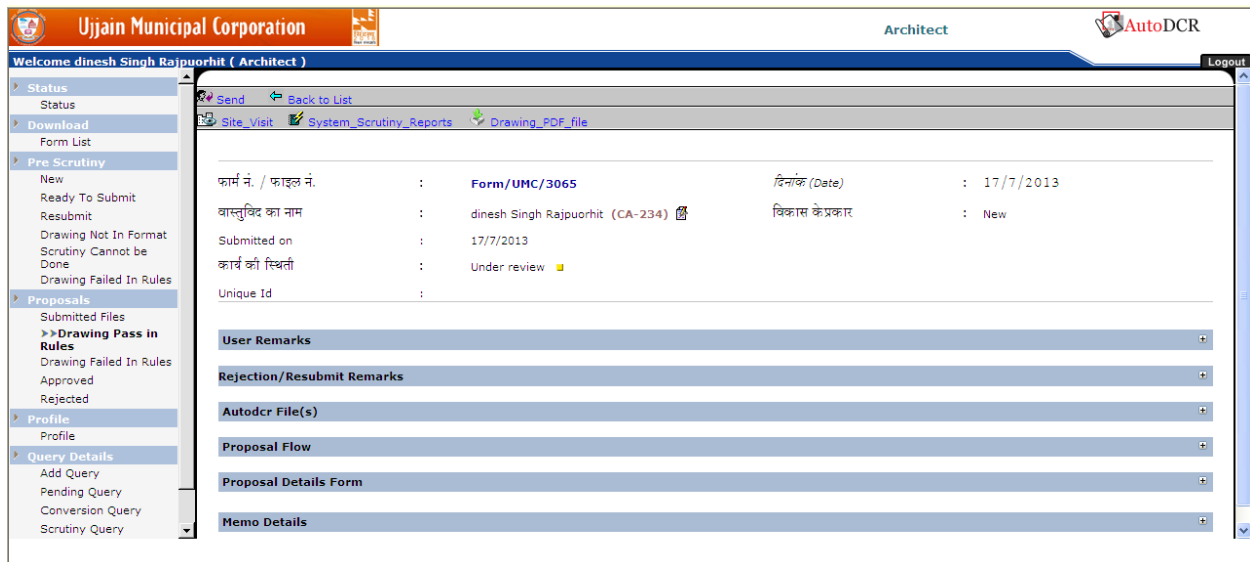 Ujjain Municipal Corporation
Architect
AutoDCR
Welcome dinesh Singh Rajpuorhit ( Architect )
Logout
Status
Status
Download
Form List
Pre Scrutiny
New
Ready To Submit
Resubmit
Drawing Not In Format
Scrutiny Cannot be
Done
Drawing Failed In Rules
Proposals
Submitted Files
>>Drawing Pass in
Rules
Drawing Failed In Rules
Approved
Rejected
Profile
Profile
Query Details
Add Query
Pending Query
Conversion Query
Scrutiny Query
Send Back to List
Site_Visit System_Scrutiny_Reports Drawing_PDF_file
फार्म नं. / फाइल नं. : Form/UMC/3065 दिनांक (Date) : 17/7/2013
वास्तुविद का नाम : dinesh Singh Rajpuorhit (CA-234) विकास के प्रकार : New
Submitted on : 17/7/2013
कार्य की स्थिती : Under review
Unique Id :
User Remarks
Rejection/Resubmit Remarks
Autodcr File(s)
Proposal Flow
Proposal Details Form
Memo Details